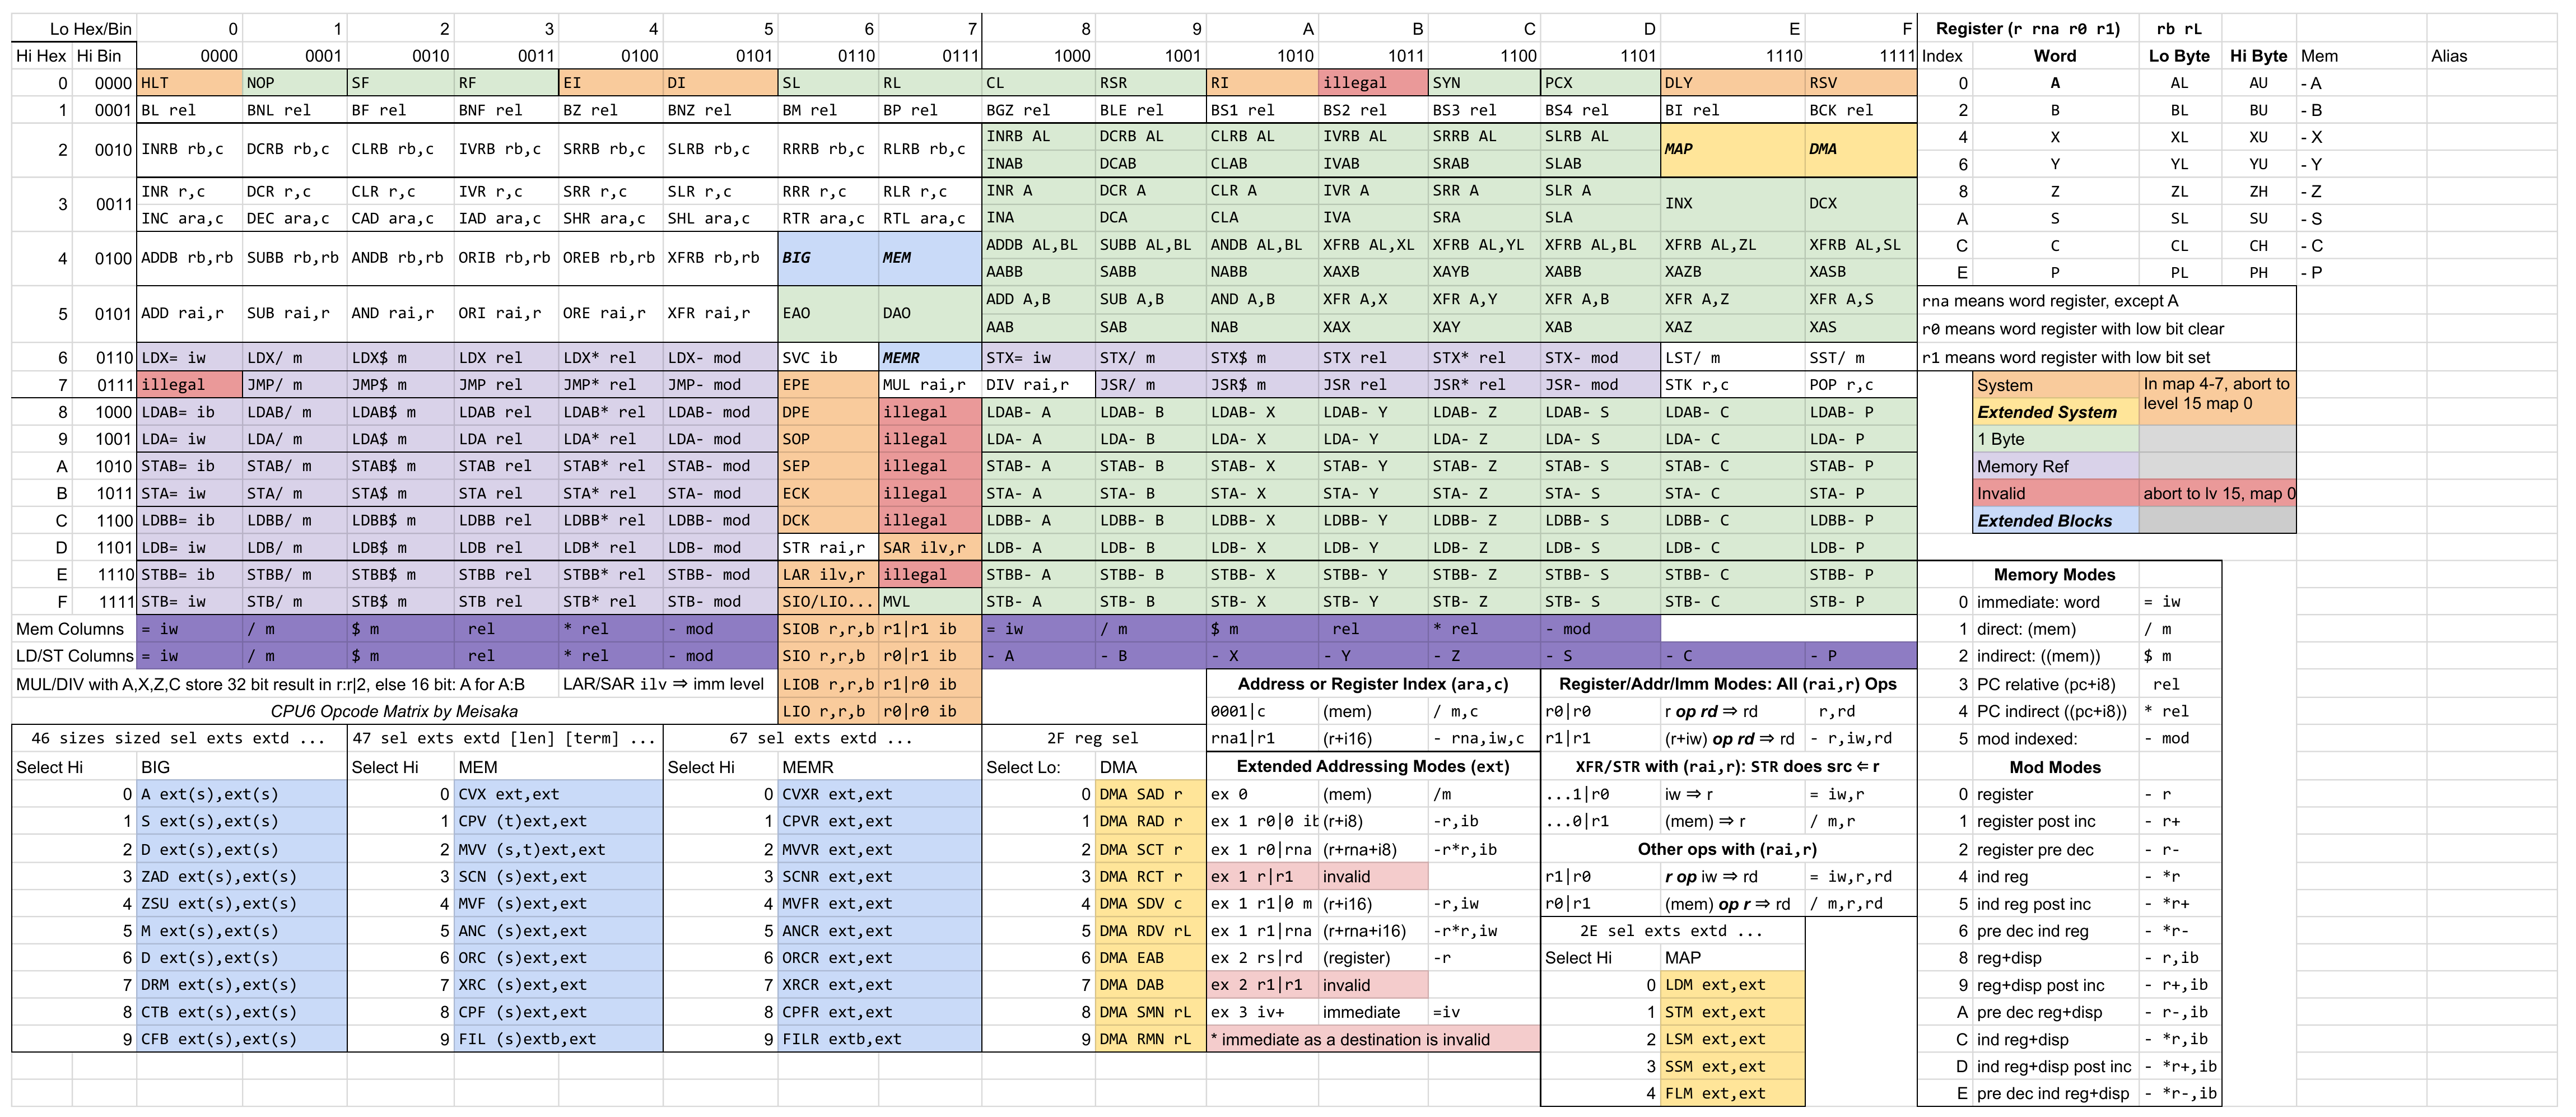 Lo Hex/Bin 0 1 2 3 4 5 6 7 8 9 A B C D E F Register (r rna r0 r1) rb rL
Hi Hex Hi Bin 0000 0001 0010 0011 0100 0101 0110 0111 1000 1001 1010 1011 1100 1101 1110 1111 Index Word Lo Byte Hi Byte Mem Alias
0 0000 HLT NOP SF RF EI DI SL RL CL RSR RI illegal SYN PCX DLY RSV 0 A AL AU - A
1 0001 BL rel BNL rel BF rel BNF rel BZ rel BNZ rel BM rel BP rel BGZ rel BLE rel BS1 rel BS2 rel BS3 rel BS4 rel BI rel BCK rel 2 B BL BU - B
INRB AL DCRB AL CLRB AL IVRB AL SRRB AL SLRB AL 4 X XL XU - X
2 0010 INRB rb,c DCRB rb,c CLRB rb,c IVRB rb,c SRRB rb,c SLRB rb,c RRRB rb,c RLRB rb,c MAP DMA
INAB DCAB CLAB IVAB SRAB SLAB 6 Y YL YU - Y
INR r,c DCR r,c CLR r,c IVR r,c SRR r,c SLR r,c RRR r,c RLR r,c INR A DCR A CLR A IVR A SRR A SLR A 8 Z ZL ZH - Z
3 0011 INX DCX
INC ara,c DEC ara,c CAD ara,c IAD ara,c SHR ara,c SHL ara,c RTR ara,c RTL ara,c INA DCA CLA IVA SRA SLA A S SL SU - S
ADDB AL,BL SUBB AL,BL ANDB AL,BL XFRB AL,XL XFRB AL,YL XFRB AL,BL XFRB AL,ZL XFRB AL,SL C C CL CH - C
4 0100 ADDB rb,rb SUBB rb,rb ANDB rb,rb ORIB rb,rb OREB rb,rb XFRB rb,rb BIG MEM
AABB SABB NABB XAXB XAYB XABB XAZB XASB E P PL PH - P
ADD A,B SUB A,B AND A,B XFR A,X XFR A,Y XFR A,B XFR A,Z XFR A,S rna means word register, except A
5 0101 ADD rai,r SUB rai,r AND rai,r ORI rai,r ORE rai,r XFR rai,r EAO DAO
AAB SAB NAB XAX XAY XAB XAZ XAS r0 means word register with low bit clear
6 0110 LDX= iw LDX/ m LDX$ m LDX rel LDX* rel LDX- mod SVC ib MEMR STX= iw STX/ m STX$ m STX rel STX* rel STX- mod LST/ m SST/ m r1 means word register with low bit set
7 0111 illegal JMP/ m JMP$ m JMP rel JMP* rel JMP- mod EPE MUL rai,r DIV rai,r JSR/ m JSR$ m JSR rel JSR* rel JSR- mod STK r,c POP r,c System In map 4-7, abort to
level 15 map 0
8 1000 LDAB= ib LDAB/ m LDAB$ m LDAB rel LDAB* rel LDAB- mod DPE illegal LDAB- A LDAB- B LDAB- X LDAB- Y LDAB- Z LDAB- S LDAB- C LDAB- P Extended System
9 1001 LDA= iw LDA/ m LDA$ m LDA rel LDA* rel LDA- mod SOP illegal LDA- A LDA- B LDA- X LDA- Y LDA- Z LDA- S LDA- C LDA- P 1 Byte
A 1010 STAB= ib STAB/ m STAB$ m STAB rel STAB* rel STAB- mod SEP illegal STAB- A STAB- B STAB- X STAB- Y STAB- Z STAB- S STAB- C STAB- P Memory Ref
B 1011 STA= iw STA/ m STA$ m STA rel STA* rel STA- mod ECK illegal STA- A STA- B STA- X STA- Y STA- Z STA- S STA- C STA- P Invalid abort to lv 15, map 0
C 1100 LDBB= ib LDBB/ m LDBB$ m LDBB rel LDBB* rel LDBB- mod DCK illegal LDBB- A LDBB- B LDBB- X LDBB- Y LDBB- Z LDBB- S LDBB- C LDBB- P Extended Blocks
D 1101 LDB= iw LDB/ m LDB$ m LDB rel LDB* rel LDB- mod STR rai,r SAR ilv,r LDB- A LDB- B LDB- X LDB- Y LDB- Z LDB- S LDB- C LDB- P
E 1110 STBB= ib STBB/ m STBB$ m STBB rel STBB* rel STBB- mod LAR ilv,r illegal STBB- A STBB- B STBB- X STBB- Y STBB- Z STBB- S STBB- C STBB- P Memory Modes
F 1111 STB= iw STB/ m STB$ m STB rel STB* rel STB- mod SIO/LIO... MVL STB- A STB- B STB- X STB- Y STB- Z STB- S STB- C STB- P 0 immediate: word = iw
Mem Columns = iw / m $ m rel * rel - mod SIOB r,r,b r1|r1 ib = iw / m $ m rel * rel - mod 1 direct: (mem) / m
LD/ST Columns = iw / m $ m rel * rel - mod SIO r,r,b r0|r1 ib - A - B - X - Y - Z - S - C - P 2 indirect: ((mem)) $ m
MUL/DIV with A,X,Z,C store 32 bit result in r:r|2, else 16 bit: A for A:B LAR/SAR ilv ⇒ imm level LIOB r,r,b r1|r0 ib Address or Register Index (ara,c) Register/Addr/Imm Modes: All (rai,r) Ops 3 PC relative (pc+i8) rel
CPU6 Opcode Matrix by Meisaka LIO r,r,b r0|r0 ib 0001|c (mem) / m,c r0|r0 r op rd ⇒ rd r,rd 4 PC indirect ((pc+i8)) * rel
46 sizes sized sel exts extd ... 47 sel exts extd [len] [term] ... 67 sel exts extd ... 2F reg sel rna1|r1 (r+i16) - rna,iw,c r1|r1 (r+iw) op rd ⇒ rd - r,iw,rd 5 mod indexed: - mod
Select Hi BIG Select Hi MEM Select Hi MEMR Select Lo: DMA Extended Addressing Modes (ext) XFR/STR with (rai,r): STR does src ⇐ r Mod Modes
0 A ext(s),ext(s) 0 CVX ext,ext 0 CVXR ext,ext 0 DMA SAD r ex 0 (mem) /m ...1|r0 iw ⇒ r = iw,r 0 register - r
1 S ext(s),ext(s) 1 CPV (t)ext,ext 1 CPVR ext,ext 1 DMA RAD r ex 1 r0|0 ib (r+i8) -r,ib ...0|r1 (mem) ⇒ r / m,r 1 register post inc - r+
2 D ext(s),ext(s) 2 MVV (s,t)ext,ext 2 MVVR ext,ext 2 DMA SCT r ex 1 r0|rna (r+rna+i8) -r*r,ib Other ops with (rai,r) 2 register pre dec - r-
3 ZAD ext(s),ext(s) 3 SCN (s)ext,ext 3 SCNR ext,ext 3 DMA RCT r ex 1 r|r1 invalid r1|r0 r op iw ⇒ rd = iw,r,rd 4 ind reg - *r
4 ZSU ext(s),ext(s) 4 MVF (s)ext,ext 4 MVFR ext,ext 4 DMA SDV c ex 1 r1|0 m (r+i16) -r,iw r0|r1 (mem) op r ⇒ rd / m,r,rd 5 ind reg post inc - *r+
5 M ext(s),ext(s) 5 ANC (s)ext,ext 5 ANCR ext,ext 5 DMA RDV rL ex 1 r1|rna (r+rna+i16) -r*r,iw 2E sel exts extd ... 6 pre dec ind reg - *r-
6 D ext(s),ext(s) 6 ORC (s)ext,ext 6 ORCR ext,ext 6 DMA EAB ex 2 rs|rd (register) -r Select Hi MAP 8 reg+disp - r,ib
7 DRM ext(s),ext(s) 7 XRC (s)ext,ext 7 XRCR ext,ext 7 DMA DAB ex 2 r1|r1 invalid 0 LDM ext,ext 9 reg+disp post inc - r+,ib
8 CTB ext(s),ext(s) 8 CPF (s)ext,ext 8 CPFR ext,ext 8 DMA SMN rL ex 3 iv+ immediate =iv 1 STM ext,ext A pre dec reg+disp - r-,ib
9 CFB ext(s),ext(s) 9 FIL (s)extb,ext 9 FILR extb,ext 9 DMA RMN rL * immediate as a destination is invalid 2 LSM ext,ext C ind reg+disp - *r,ib
3 SSM ext,ext D ind reg+disp post inc - *r+,ib
4 FLM ext,ext E pre dec ind reg+disp - *r-,ib